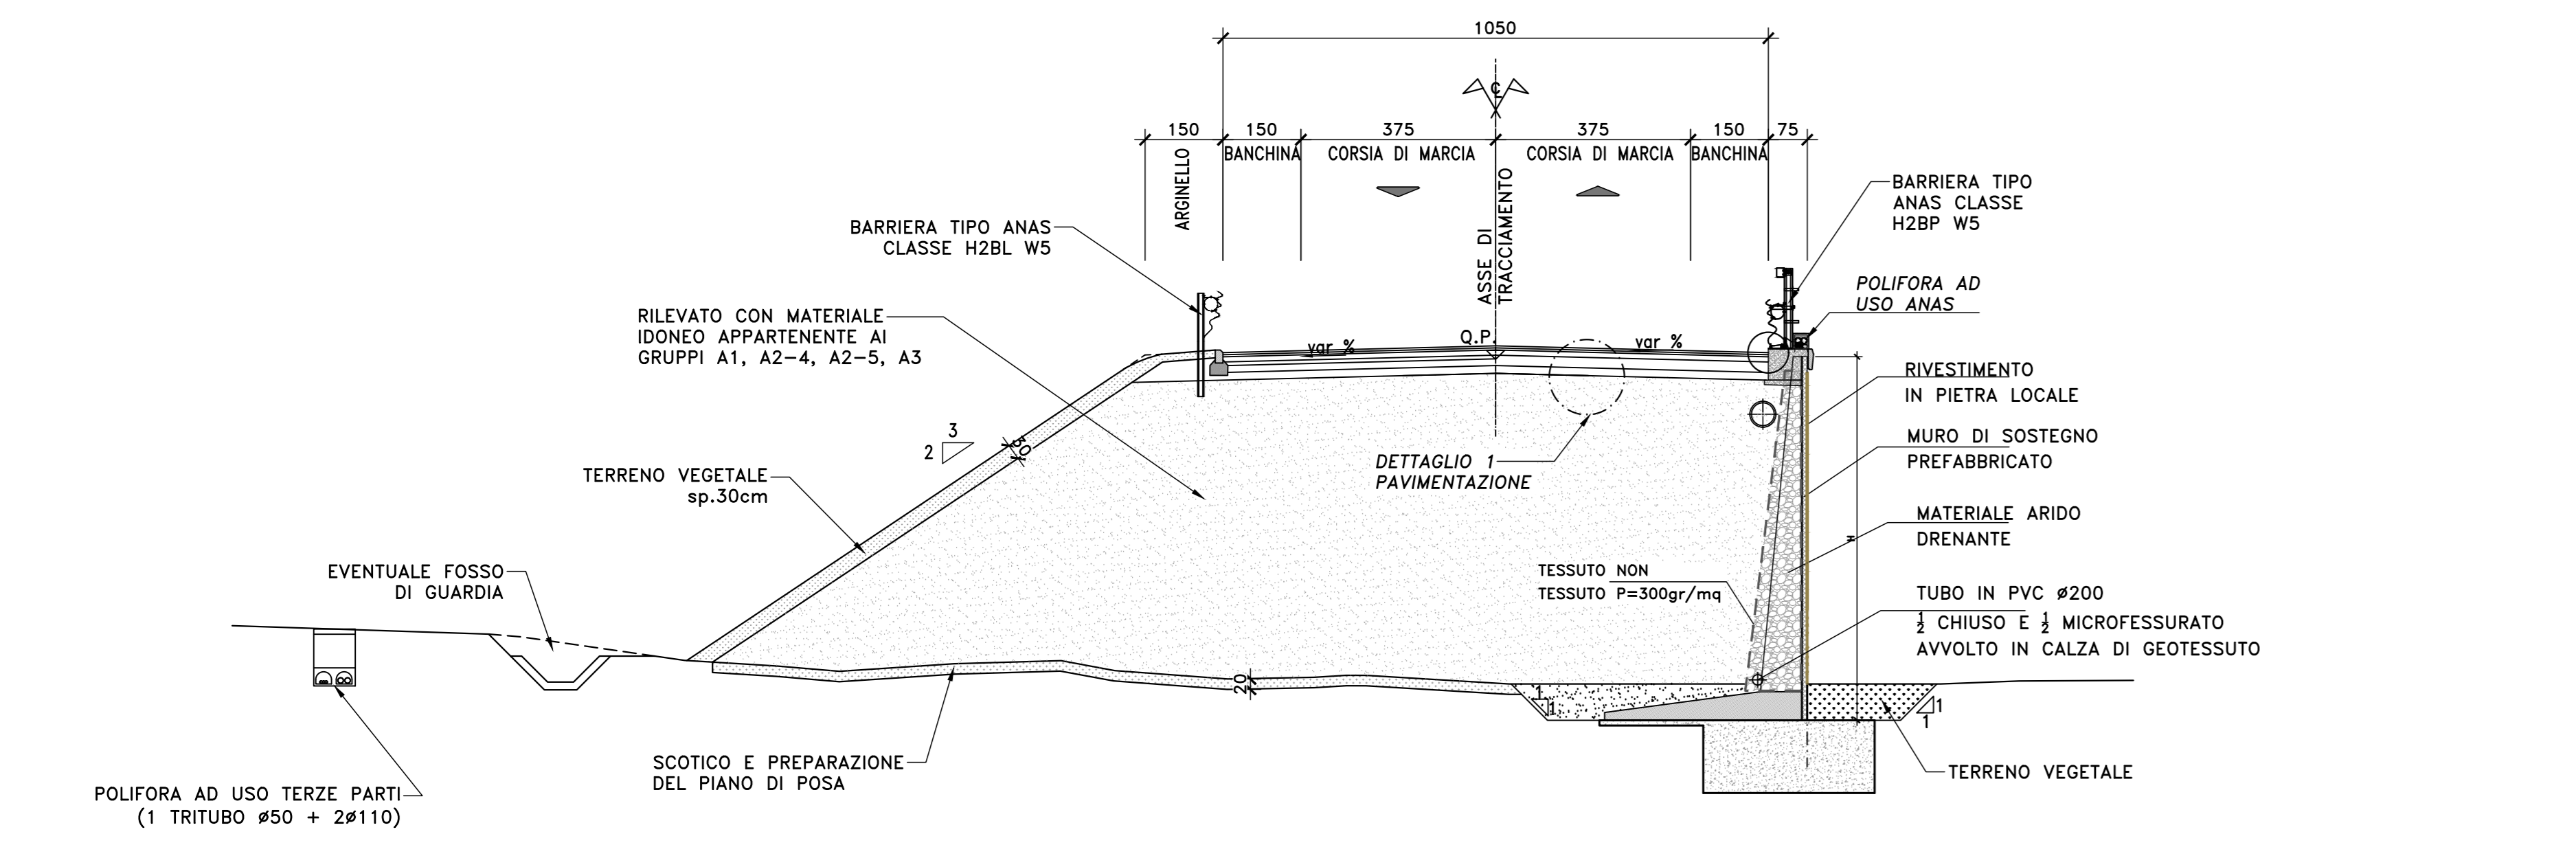 1050
C
150
150
375
375
150
75
ARGINELLO
BANCHINA
CORSIA DI MARCIA
CORSIA DI MARCIA
BANCHINA
ASSE DI
TRACCIAMENTO
BARRIERA TIPO
ANAS CLASSE
H2BP W5
BARRIERA TIPO ANAS
CLASSE H2BL W5
POLIFORA AD
USO ANAS
RILEVATO CON MATERIALE
IDONEO APPARTENENTE AI
GRUPPI A1, A2-4, A2-5, A3
var %
Q.P.
var %
RIVESTIMENTO
IN PIETRA LOCALE
3
2
30
MURO DI SOSTEGNO
PREFABBRICATO
DETTAGLIO 1
PAVIMENTAZIONE
TERRENO VEGETALE
sp.30cm
MATERIALE ARIDO
DRENANTE
H
EVENTUALE FOSSO
DI GUARDIA
TESSUTO NON
TESSUTO P=300gr/mq
TUBO IN PVC ø200
½ CHIUSO E ½ MICROFESSURATO
AVVOLTO IN CALZA DI GEOTESSUTO
20
1
1
1
1
SCOTICO E PREPARAZIONE
DEL PIANO DI POSA
TERRENO VEGETALE
POLIFORA AD USO TERZE PARTI
(1 TRITUBO ø50 + 2ø110)